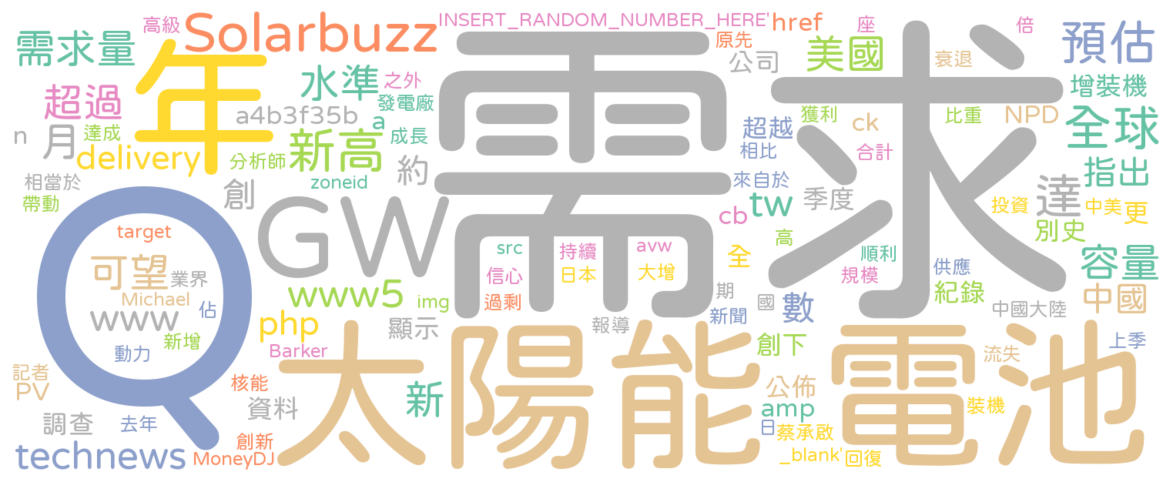 INSERT_RANDOM_NUMBER_HERE'
高級
Solarbuzz
href
座
倍
需求量
年
需求
原先
美國
衰退
預估
公司
水準
之外
超過
發電廠
增裝機
a4b3f35b
a
獲利
比重
NPD
全球
n
月
達成
成長
超越
ck
delivery
分析師
新高
約
相比
合計
指出
相當於
zoneid
創
GW
來自於
季度
達
帶動
cb
tw
投資
中美
更
Q
target
src
持續
avw
高
別史
可望
業界
信心
日本
大增
全
順利
規模
供應
容量
Michael
www5
img
過剩
期
國
紀錄
中國
www
佔
新增
php
顯示
報導
新聞
數
中國大陸
動力
Barker
太陽能
電池
創下
流失
上季
記者
PV
核能
資料
新
公佈
amp
裝機
調查
去年
創新
日
蔡承啟
technews
MoneyDJ
_blank'
回復